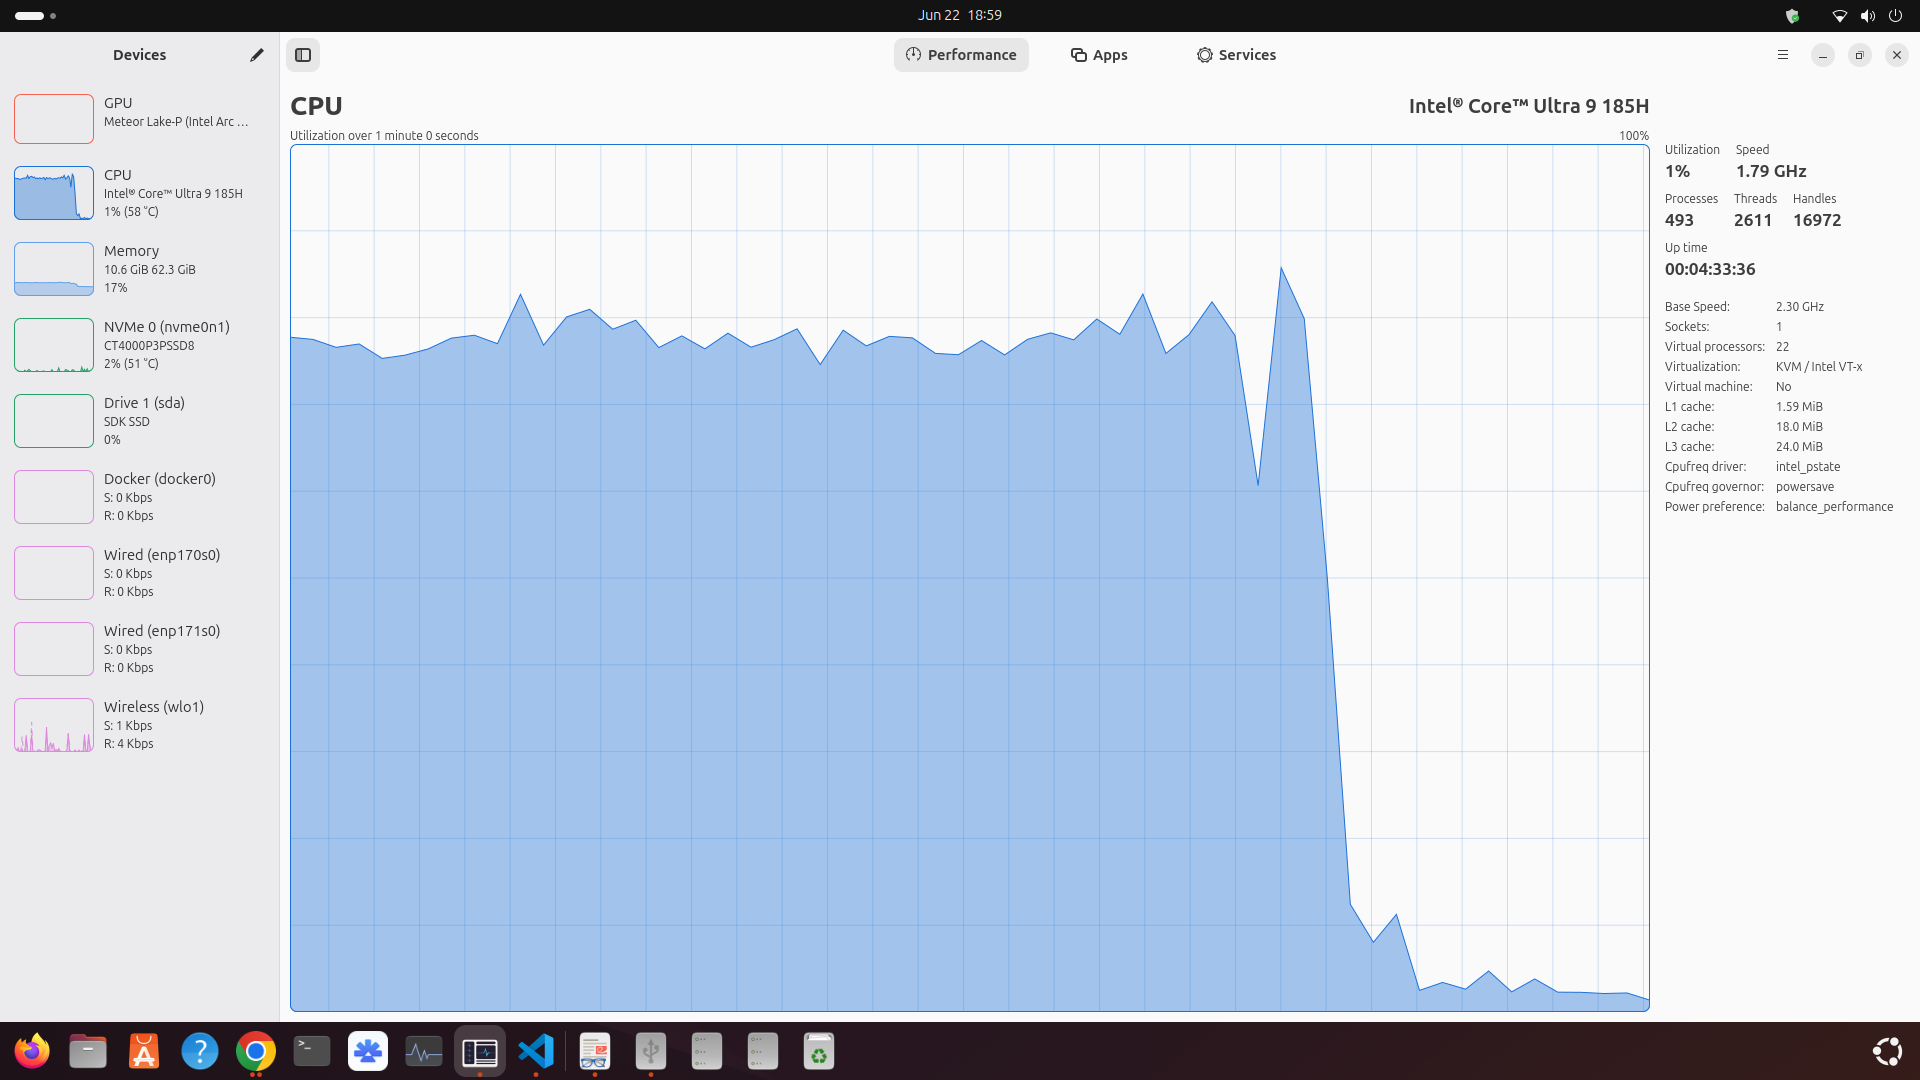 Jun 22 18:59
Devices
Performance
Apps
Services
GPU
Meteor Lake-P (Intel Arc ...
CPU
Intel® Core™ Ultra 9 185H
1% (58 °C)
Memory
10.6 GiB 62.3 GiB
17%
NVMe 0 (nvme0n1)
CT4000P3PSSD8
2% (51 °C)
Drive 1 (sda)
SDK SSD
0%
Docker (docker0)
S: 0 Kbps
R: 0 Kbps
Wired (enp170s0)
S: 0 Kbps
R: 0 Kbps
Wired (enp171s0)
S: 0 Kbps
R: 0 Kbps
Wireless (wlo1)
S: 1 Kbps
R: 4 Kbps
CPU
Intel® Core™ Ultra 9 185H
Utilization over 1 minute 0 seconds
100%
Utilization Speed
1% 1.79 GHz
Processes Threads Handles
493 2611 16972
Up time
00:04:33:36
Base Speed: 2.30 GHz
Sockets: 1
Virtual processors: 22
Virtualization: KVM / Intel VT-x
Virtual machine: No
L1 cache: 1.59 MiB
L2 cache: 18.0 MiB
L3 cache: 24.0 MiB
Cpufreq driver: intel_pstate
Cpufreq governor: powersave
Power preference: balance_performance